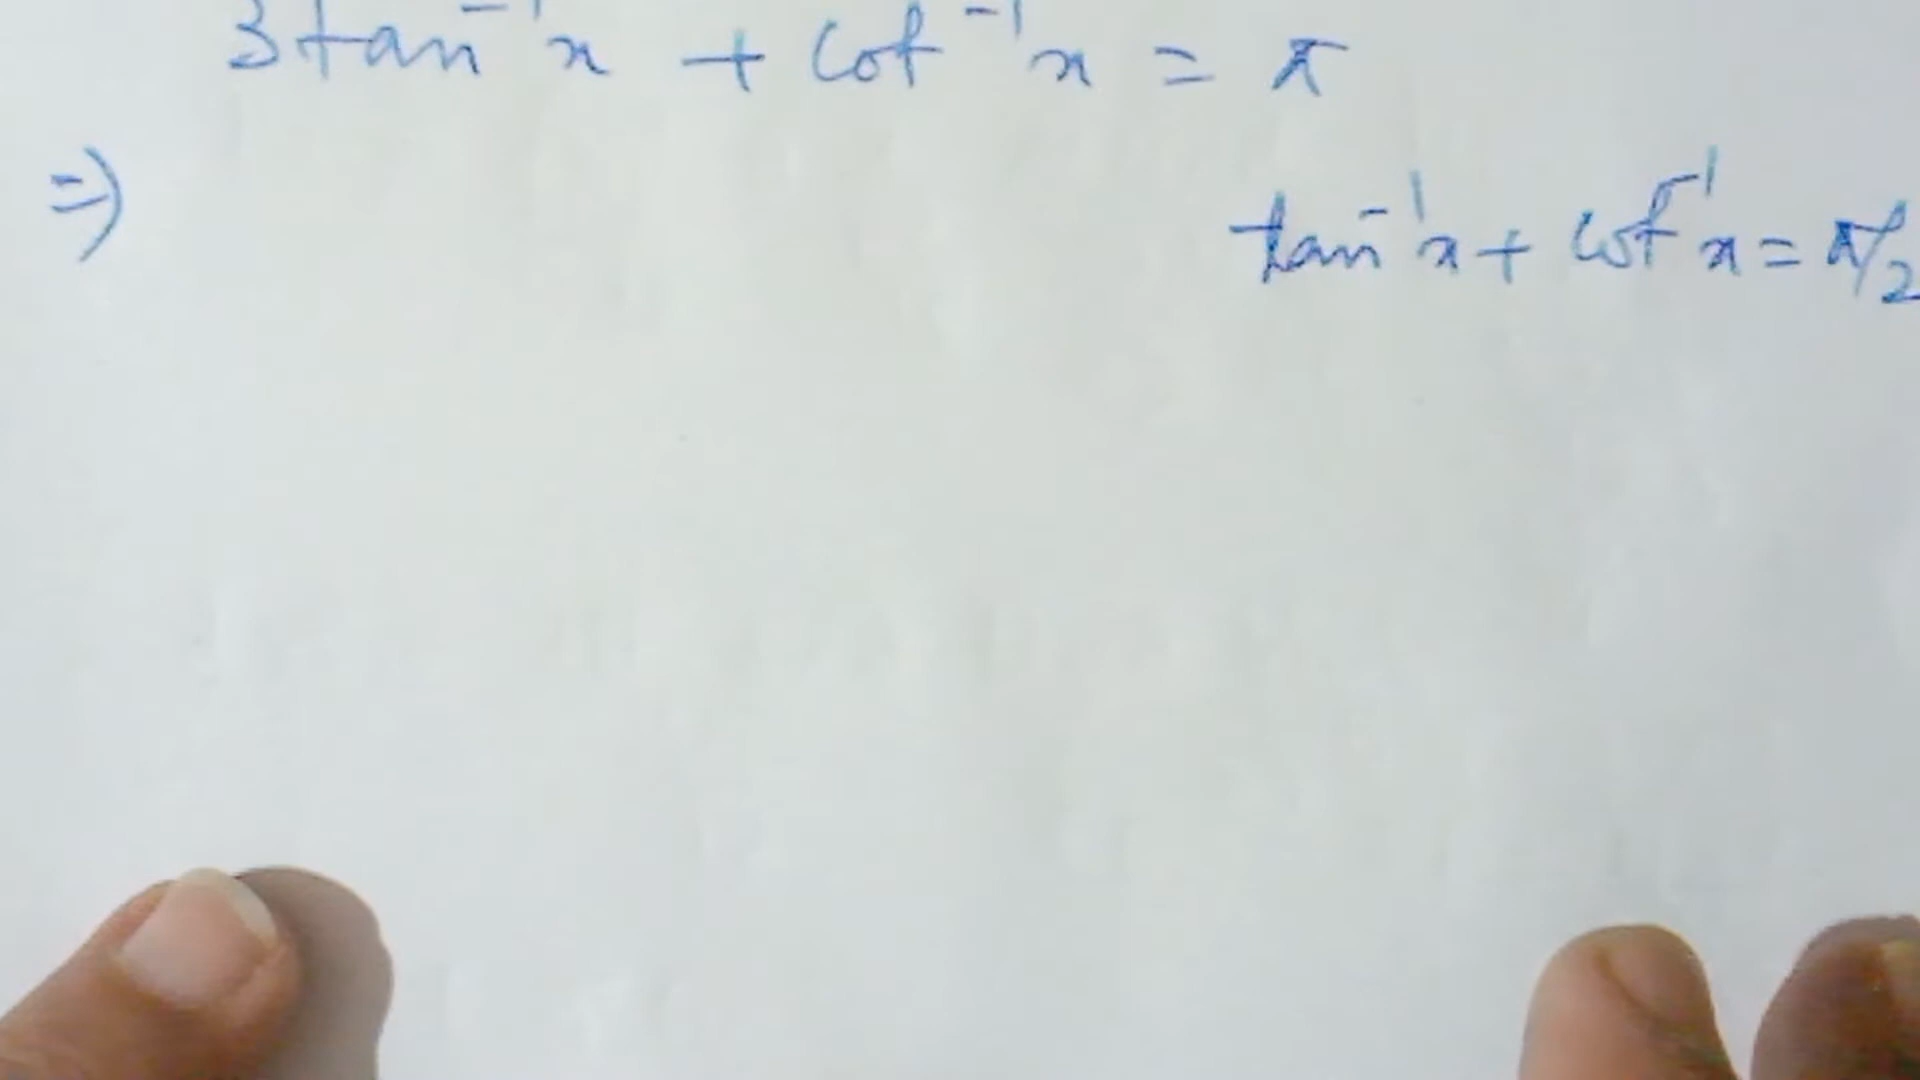 3tan⁻¹x + cot⁻¹x = π
⇒ tan⁻¹x + cot⁻¹x = π/2